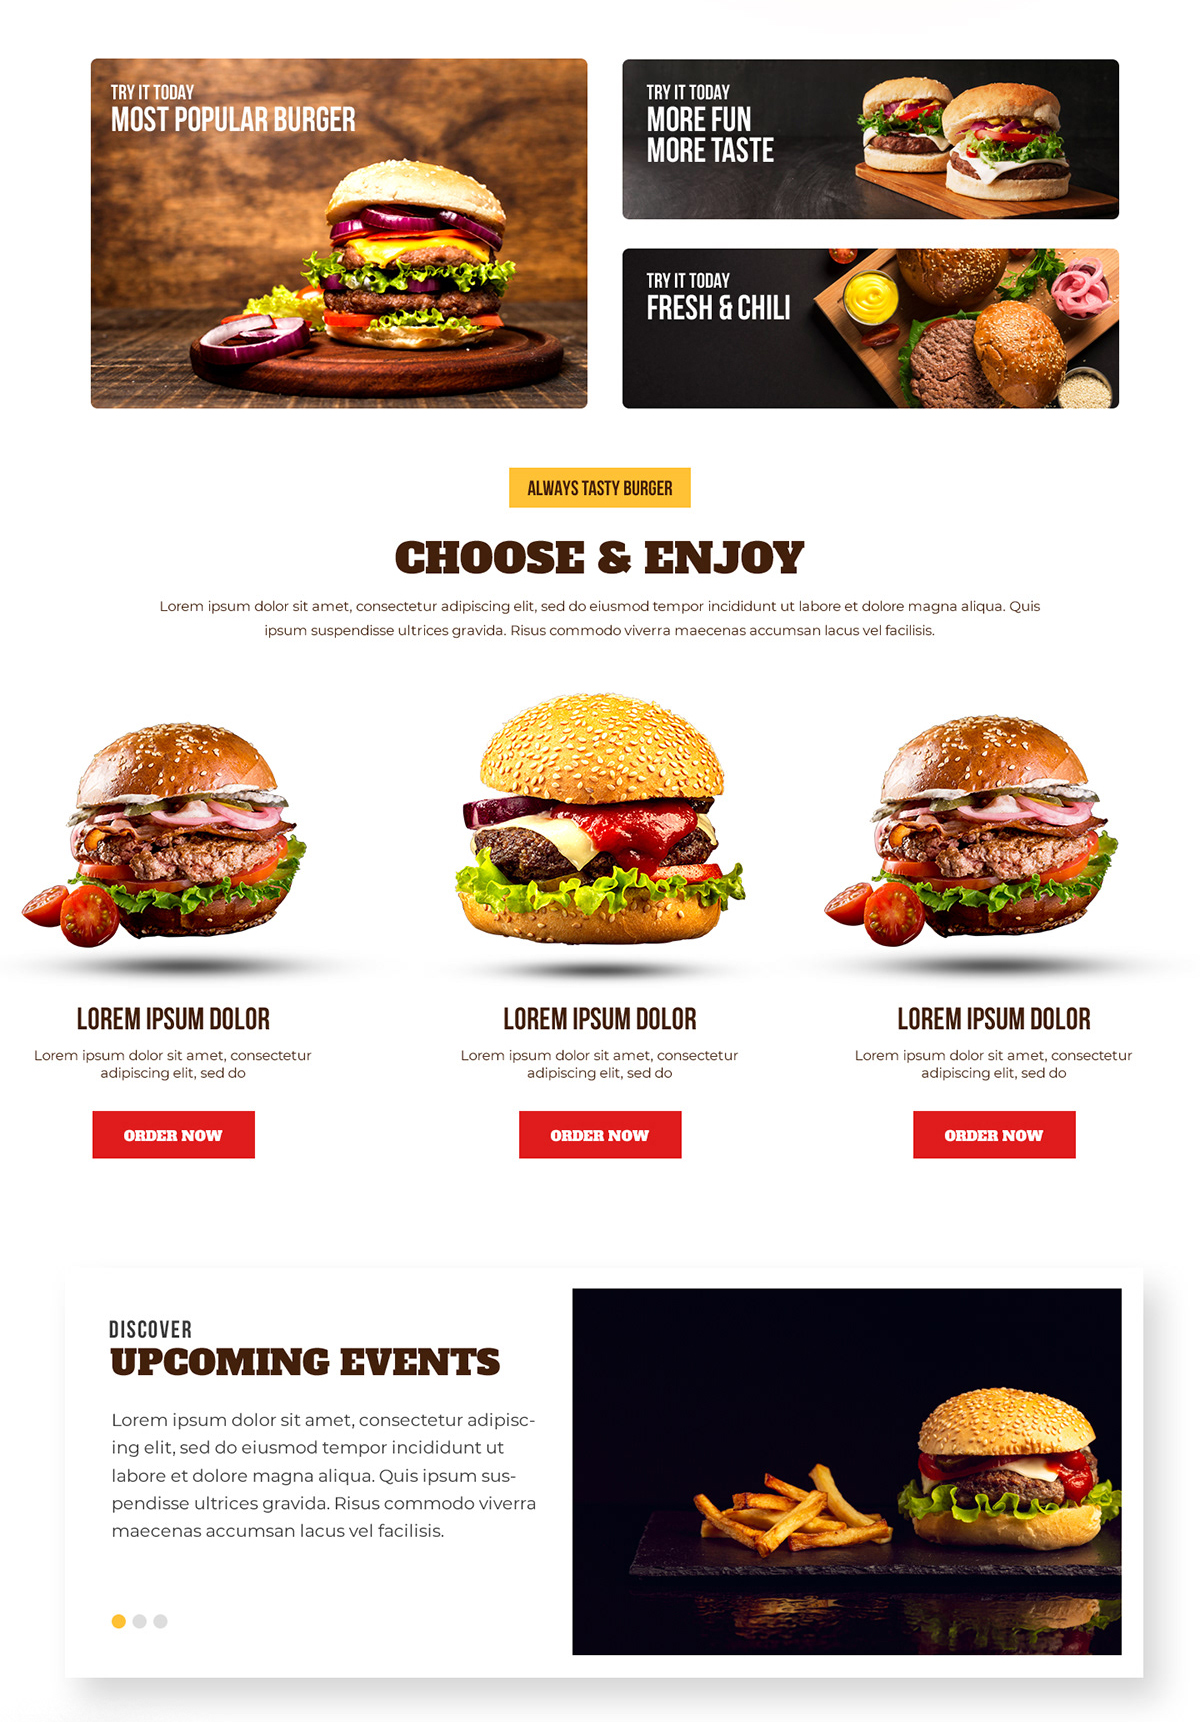 TRY IT TODAY
MOST POPULAR BURGER
TRY IT TODAY
MORE FUN
MORE TASTE
TRY IT TODAY
FRESH & CHILI
ALWAYS TASTY BURGER
CHOOSE & ENJOY
Lorem ipsum dolor sit amet, consectetur adipiscing elit, sed do eiusmod tempor incididunt ut labore et dolore magna aliqua. Quis
ipsum suspendisse ultrices gravida. Risus commodo viverra maecenas accumsan lacus vel facilisis.
LOREM IPSUM DOLOR
Lorem ipsum dolor sit amet, consectetur
adipiscing elit, sed do
ORDER NOW
LOREM IPSUM DOLOR
Lorem ipsum dolor sit amet, consectetur
adipiscing elit, sed do
ORDER NOW
LOREM IPSUM DOLOR
Lorem ipsum dolor sit amet, consectetur
adipiscing elit, sed do
ORDER NOW
DISCOVER
UPCOMING EVENTS
Lorem ipsum dolor sit amet, consectetur adipisc-
ing elit, sed do eiusmod tempor incididunt ut
labore et dolore magna aliqua. Quis ipsum sus-
pendisse ultrices gravida. Risus commodo viverra
maecenas accumsan lacus vel facilisis.